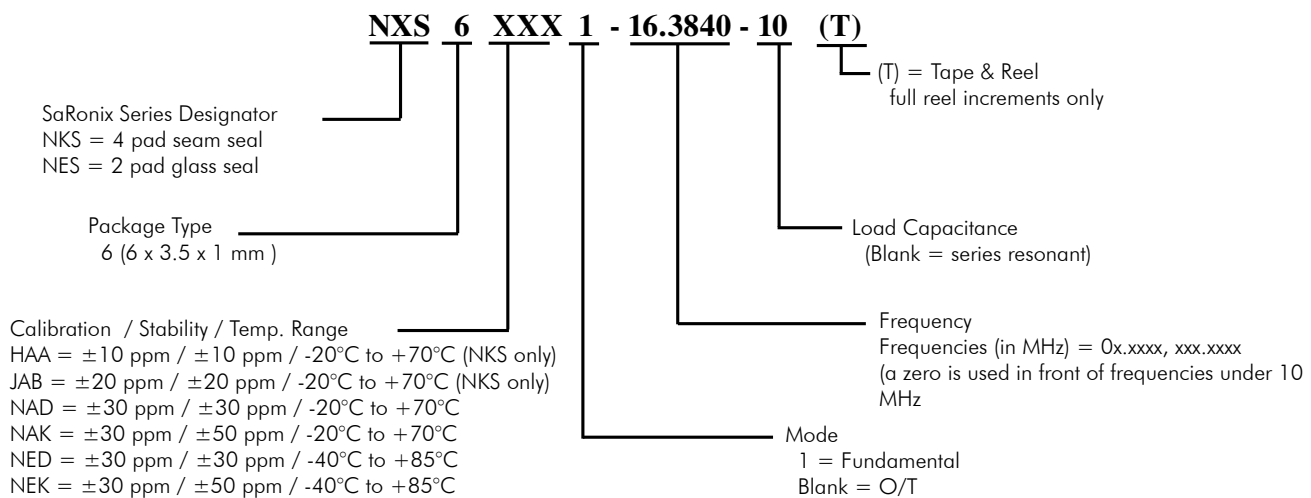 NXS 6 XXX 1 - 16.3840 - 10 (T)
(T) = Tape & Reel
full reel increments only
SaRonix Series Designator
NKS = 4 pad seam seal
NES = 2 pad glass seal
Package Type
6 (6 x 3.5 x 1 mm )
Load Capacitance
(Blank = series resonant)
Calibration / Stability / Temp. Range
HAA = ±10 ppm / ±10 ppm / -20°C to +70°C (NKS only)
JAB = ±20 ppm / ±20 ppm / -20°C to +70°C (NKS only)
NAD = ±30 ppm / ±30 ppm / -20°C to +70°C
NAK = ±30 ppm / ±50 ppm / -20°C to +70°C
NED = ±30 ppm / ±30 ppm / -40°C to +85°C
NEK = ±30 ppm / ±50 ppm / -40°C to +85°C
Frequency
Frequencies (in MHz) = 0x.xxxx, xxx.xxxx
(a zero is used in front of frequencies under 10
MHz
Mode
1 = Fundamental
Blank = O/T